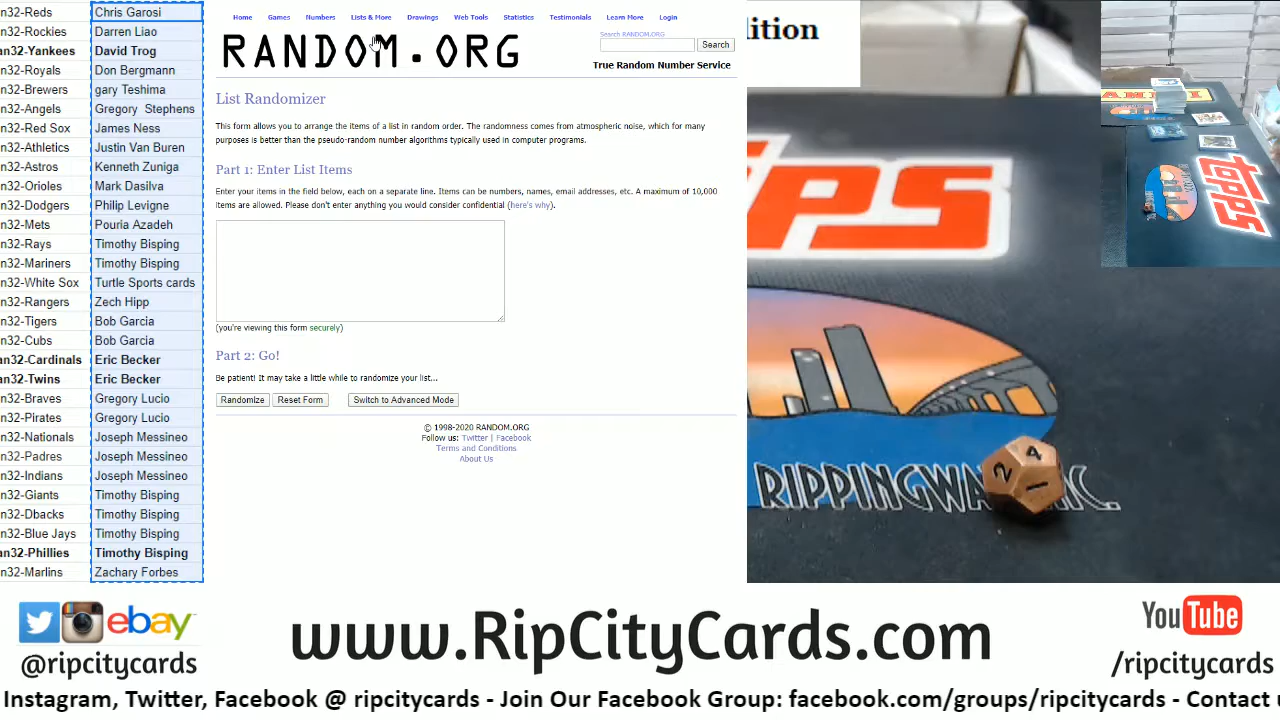 n32-Reds Chris Garosi
n32-Rockies Darren Liao
an32-Yankees David Trog
n32-Royals Don Bergmann
n32-Brewers gary Teshima
n32-Angels Gregory Stephens
n32-Red Sox James Ness
n32-Athletics Justin Van Buren
n32-Astros Kenneth Zuniga
n32-Orioles Mark Dasilva
n32-Dodgers Philip Levigne
n32-Mets Pouria Azadeh
n32-Rays Timothy Bisping
n32-Mariners Timothy Bisping
n32-White Sox Turtle Sports cards
n32-Rangers Zech Hipp
n32-Tigers Bob Garcia
n32-Cubs Bob Garcia
an32-Cardinals Eric Becker
an32-Twins Eric Becker
n32-Braves Gregory Lucio
n32-Pirates Gregory Lucio
n32-Nationals Joseph Messineo
n32-Padres Joseph Messineo
n32-Indians Joseph Messineo
n32-Giants Timothy Bisping
n32-Dbacks Timothy Bisping
n32-Blue Jays Timothy Bisping
an32-Phillies Timothy Bisping
n32-Marlins Zachary Forbes
Home Games Numbers Lists & More Drawings Web Tools Statistics Testimonials Learn More Login
RANDOM.ORG
Search RANDOM.ORG
Search
True Random Number Service
List Randomizer
This form allows you to arrange the items of a list in random order. The randomness comes from atmospheric noise, which for many
purposes is better than the pseudo-random number algorithms typically used in computer programs.
Part 1: Enter List Items
Enter your items in the field below, each on a separate line. Items can be numbers, names, email addresses, etc. A maximum of 10,000
items are allowed. Please don't enter anything you would consider confidential (here's why).
(you're viewing this form securely)
Part 2: Go!
Be patient! It may take a little while to randomize your list...
Randomize Reset Form Switch to Advanced Mode
© 1998-2020 RANDOM.ORG
Follow us: Twitter | Facebook
Terms and Conditions
About Us
ition
topps
RIPPINGWA
C.
2 4
1
topps
ebay
@ripcitycards
www.RipCityCards.com
YouTube
/ripcitycards
Instagram, Twitter, Facebook @ ripcitycards - Join Our Facebook Group: facebook.com/groups/ripcitycards - Contact u